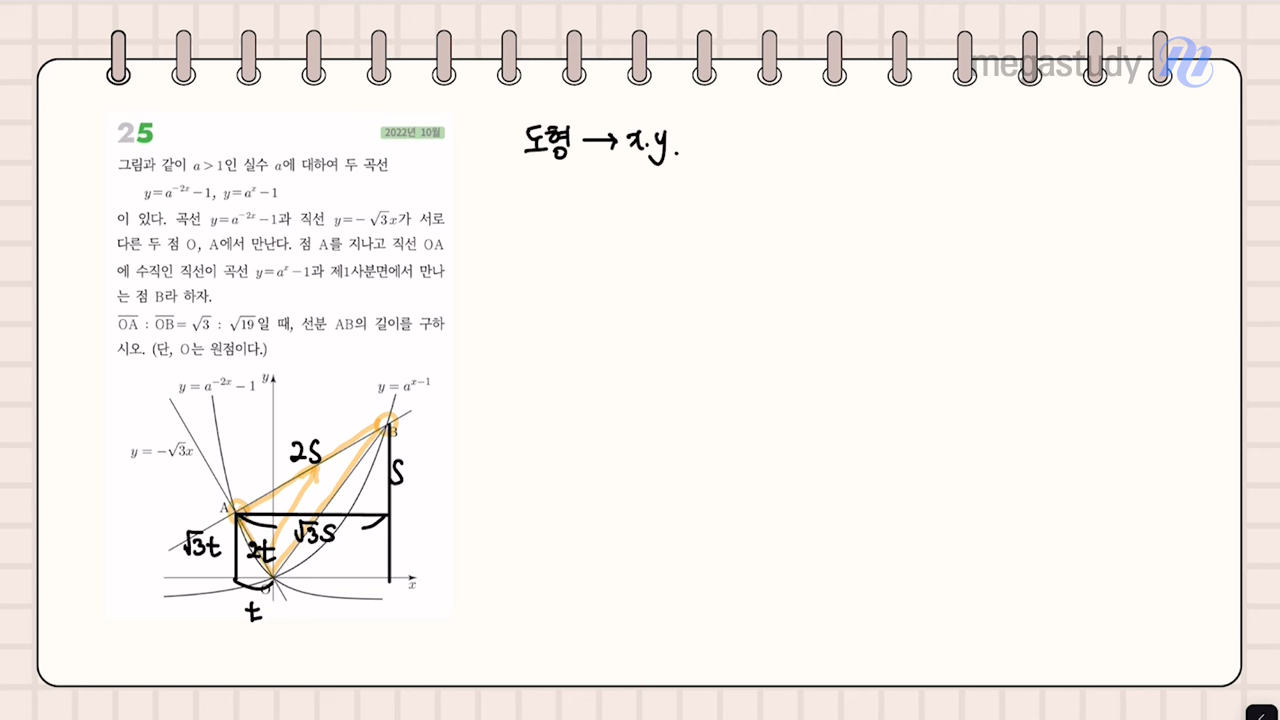 megastudy
25
2022년 10월
도형 → x.y.
그림과 같이 a>1인 실수 a에 대하여 두 곡선
y=a^{-2x}-1, y=a^x-1
이 있다. 곡선 y=a^{-2x}-1과 직선 y=-√3x가 서로
다른 두 점 O, A에서 만난다. 점 A를 지나고 직선 OA
에 수직인 직선이 곡선 y=a^x-1과 제1사분면에서 만나
는 점 B라 하자.
OA : OB=√3 : √19일 때, 선분 AB의 길이를 구하
시오. (단, O는 원점이다.)
y=a^{-2x}-1
y
y=a^{x-1}
B
y=-√3x
2S
S
A
√3t
2t
√3S
O
x
t